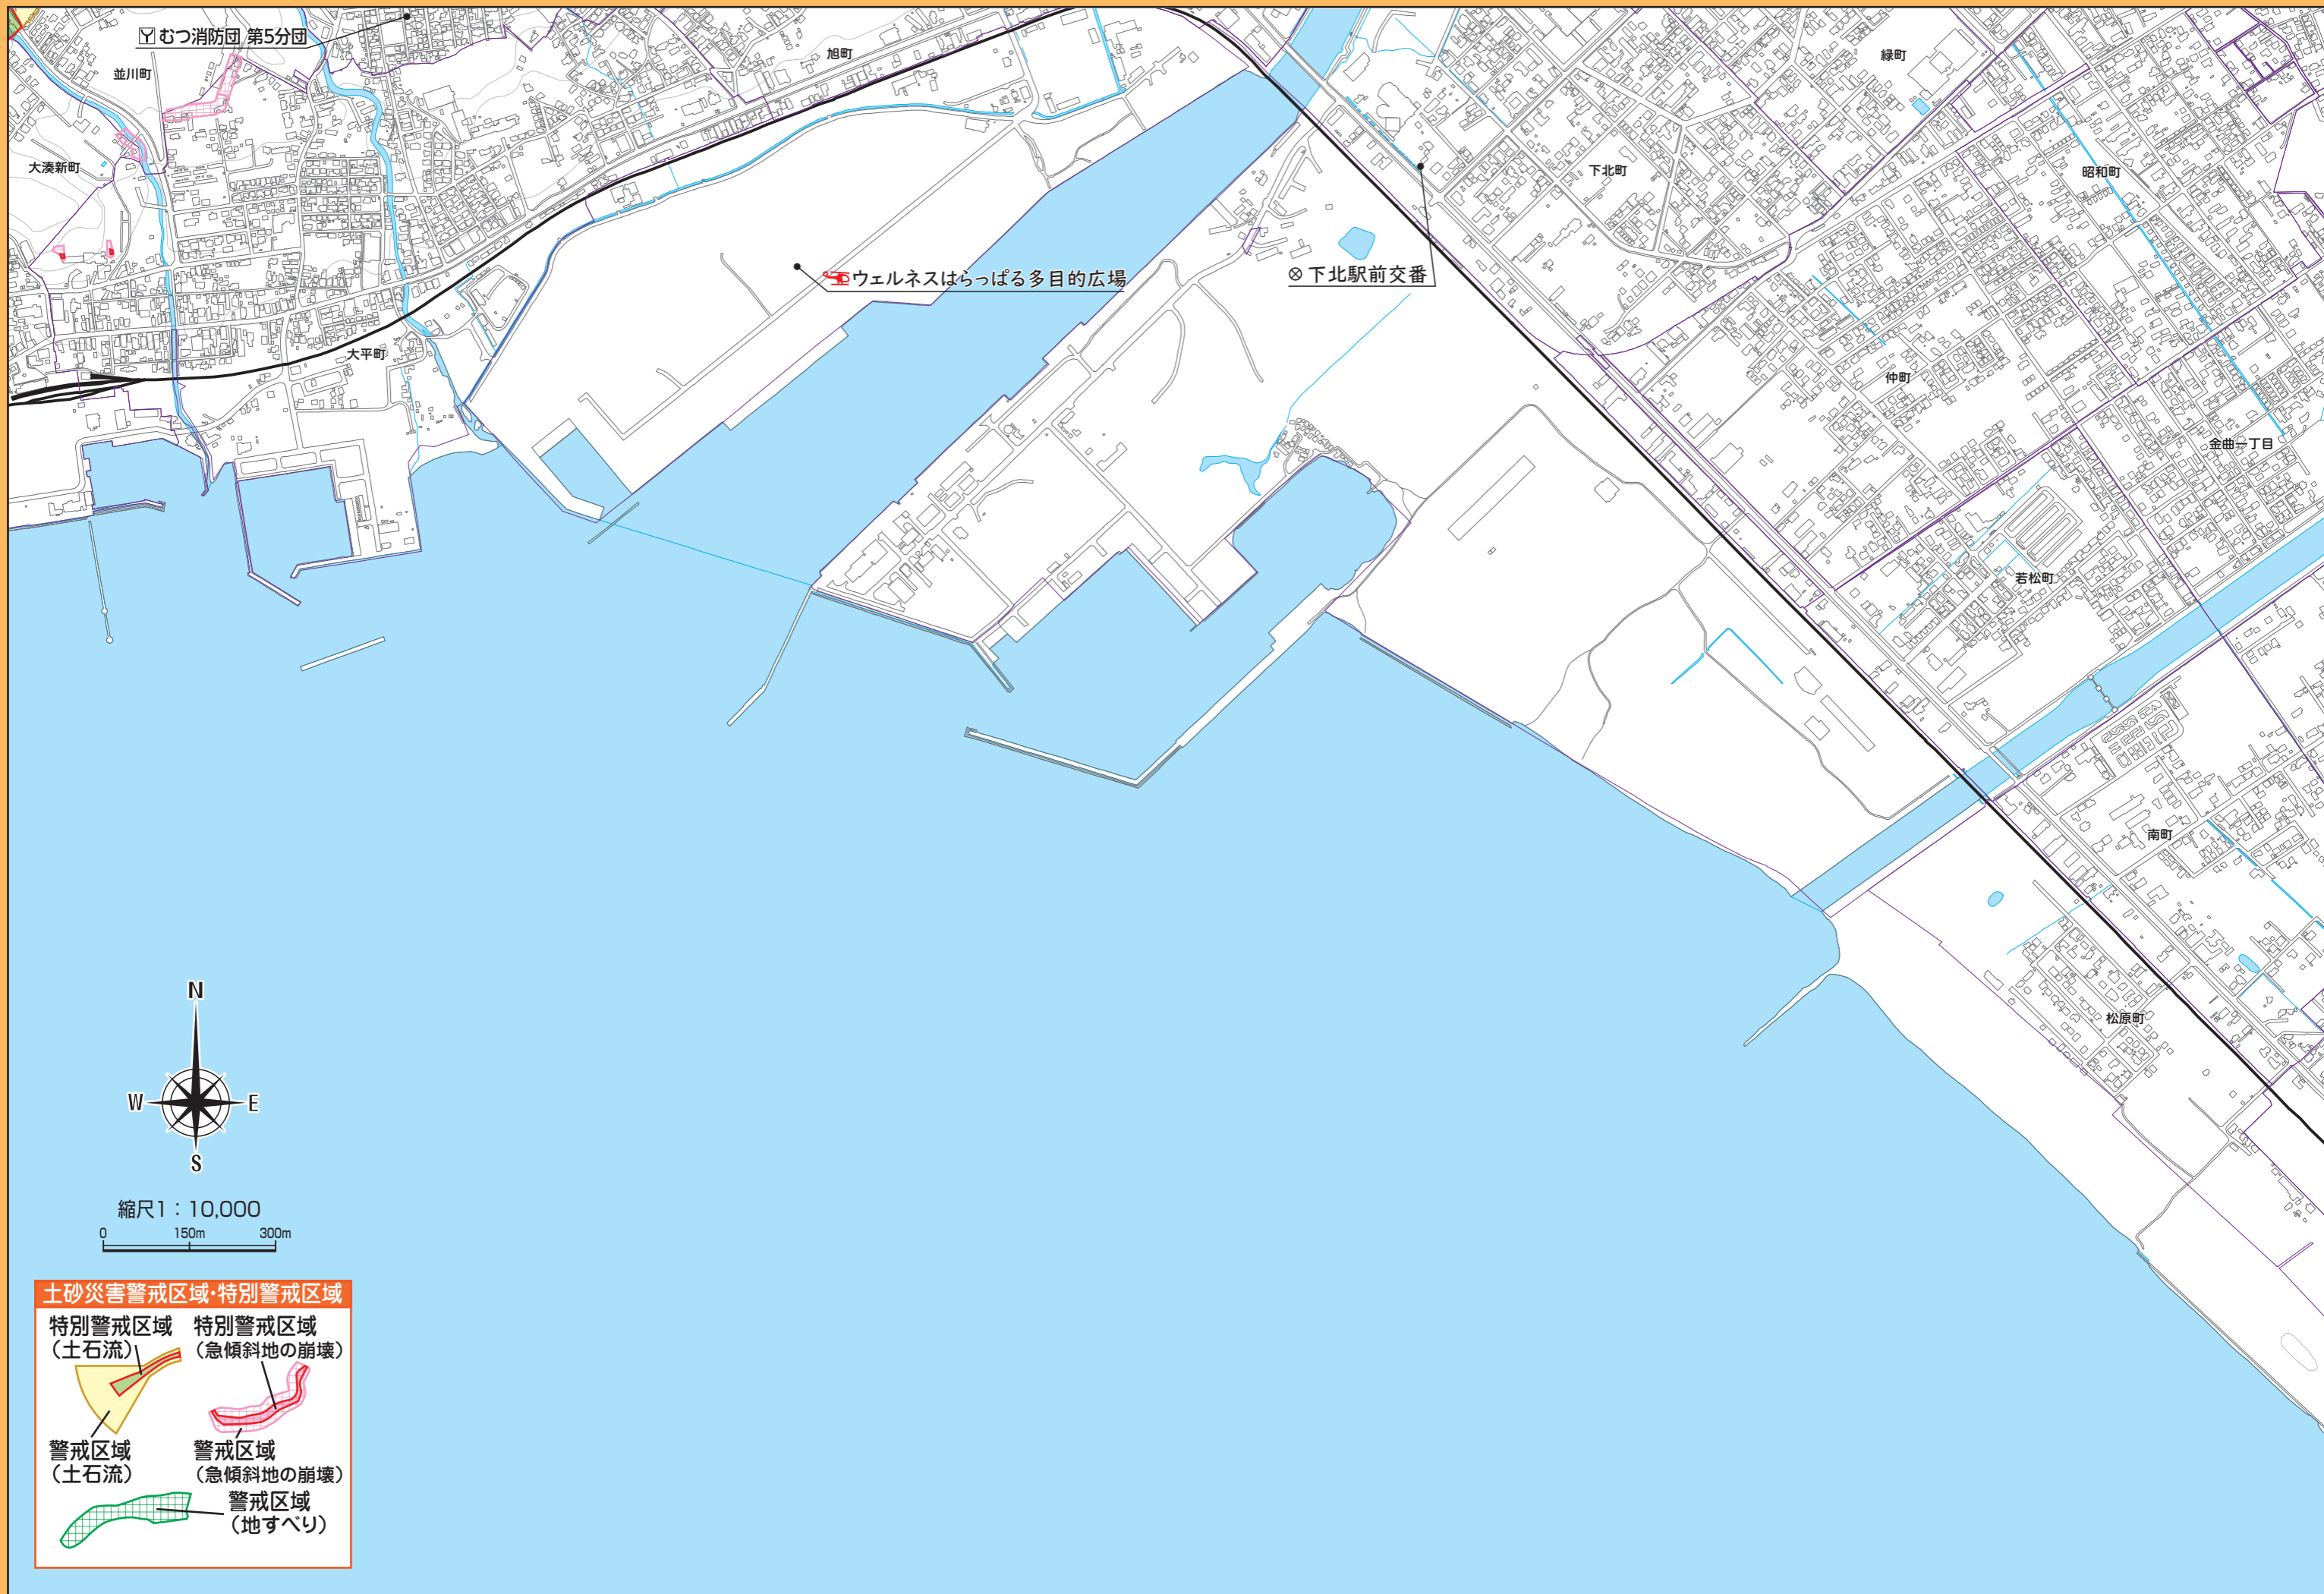 むつ消防団 第5分団
並川町
旭町
緑町
大湊新町
下北町
昭和町
ウェルネスはらっぱる多目的広場
下北駅前交番
大平町
仲町
金曲一丁目
若松町
南町
松原町
N
W
E
S
縮尺1:10,000
0 150m 300m
土砂災害警戒区域・特別警戒区域
特別警戒区域
(土石流)
特別警戒区域
(急傾斜地の崩壊)
警戒区域
(土石流)
警戒区域
(急傾斜地の崩壊)
警戒区域
(地すべり)